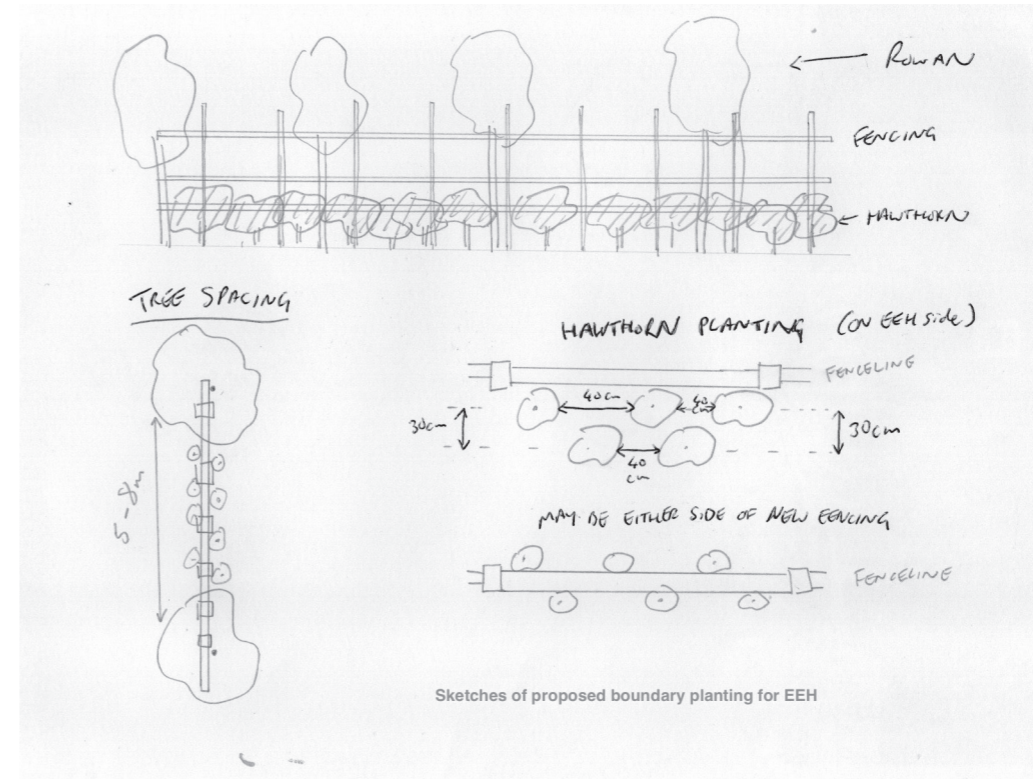 ROWAN
FENCING
HAWTHORN
TREE SPACING
5-8m
HAWTHORN PLANTING (ON EEH side)
FENCELINE
40cm
40
cm
30cm
30cm
40
cm
MAY BE EITHER SIDE OF NEW FENCING
FENCELINE
Sketches of proposed boundary planting for EEH